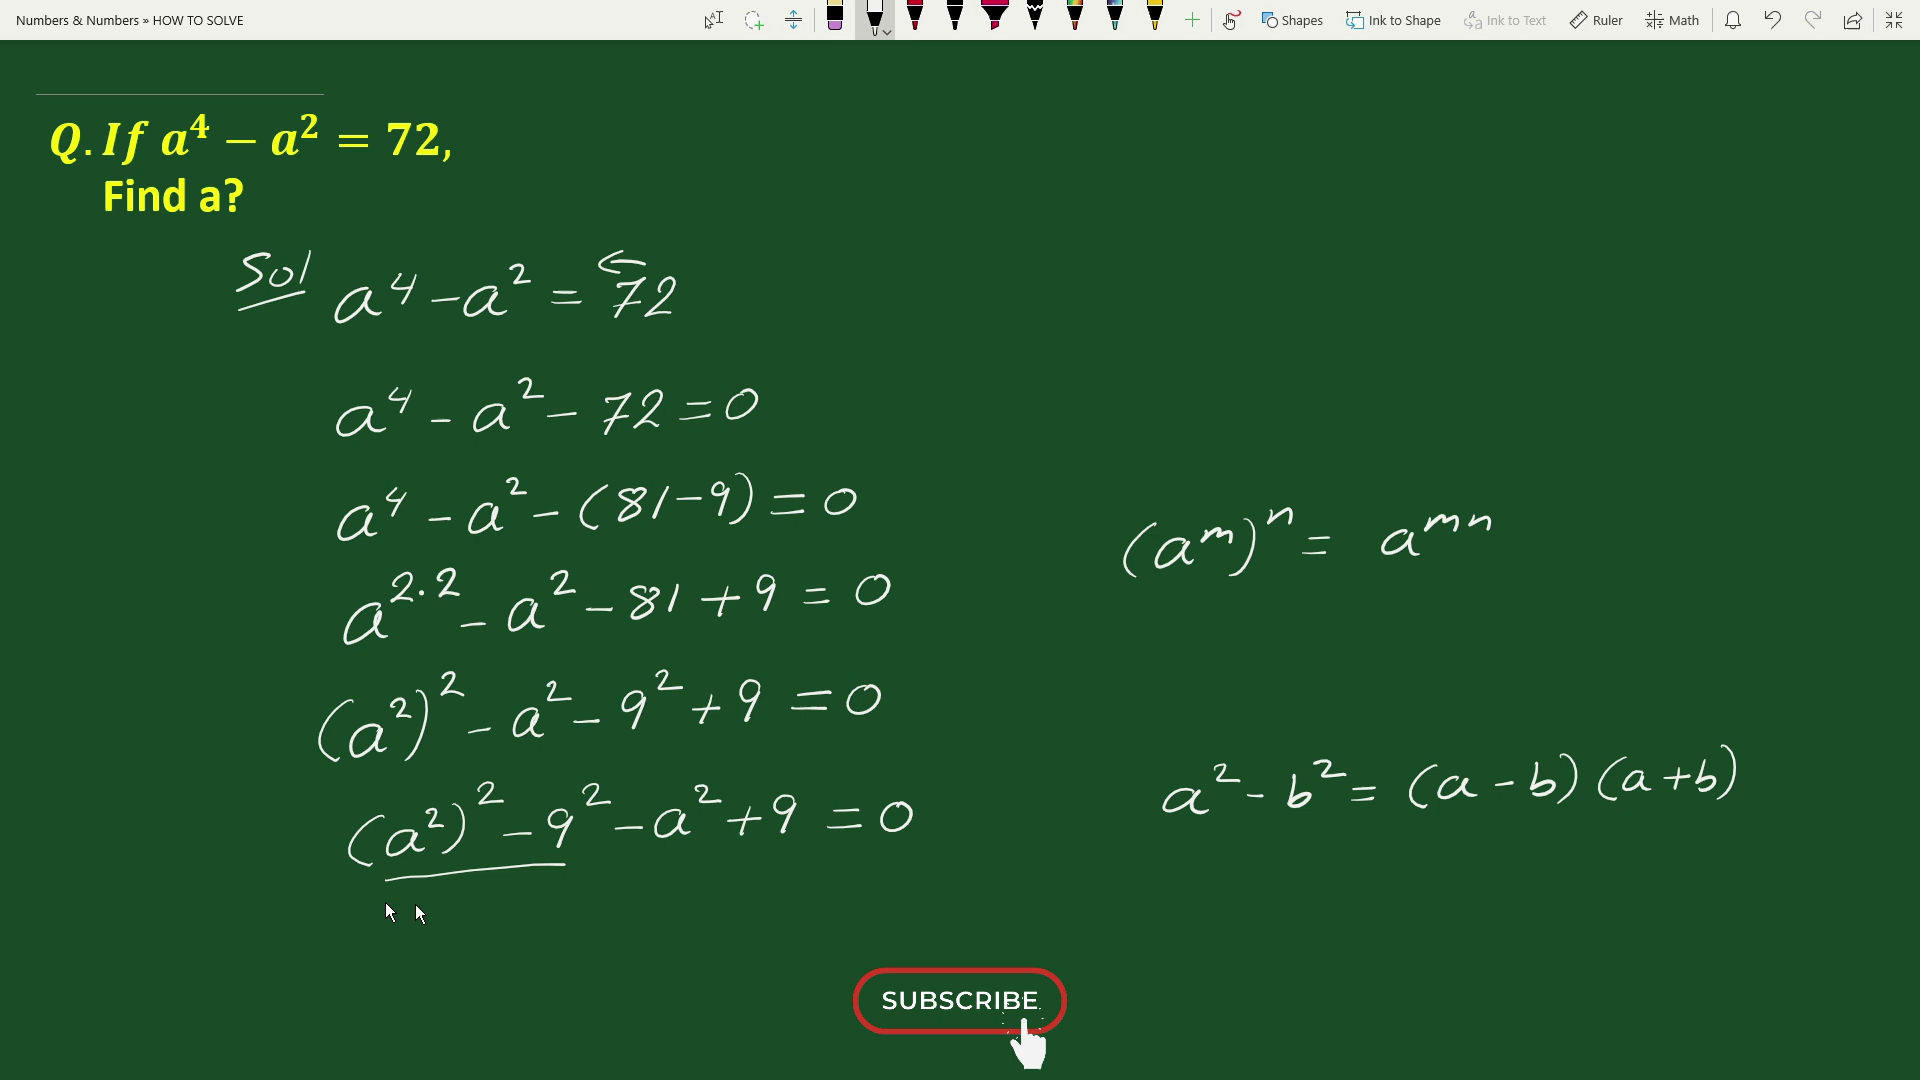 Numbers & Numbers » HOW TO SOLVE
Shapes Ink to Shape Ink to Text Ruler Math
Q. If a⁴ − a² = 72,
Find a?
Sol a⁴ − a² = 72
a⁴ − a² − 72 = 0
a⁴ − a² − (81 − 9) = 0
(aᵐ)ⁿ = aᵐⁿ
a²·² − a² − 81 + 9 = 0
(a²)² − a² − 9² + 9 = 0
a² − b² = (a − b)(a + b)
(a²)² − 9² − a² + 9 = 0
SUBSCRIBE